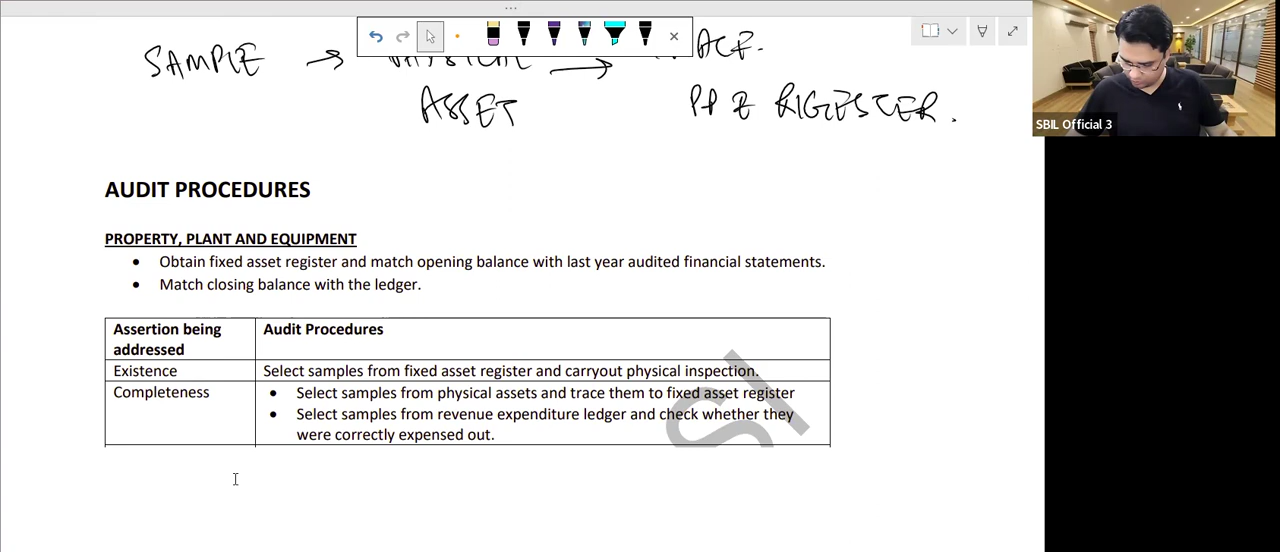 SAMPLE →
ASSET
PPE RIGESTER.
SBIL Official 3
AUDIT PROCEDURES
PROPERTY, PLANT AND EQUIPMENT
• Obtain fixed asset register and match opening balance with last year audited financial statements.
• Match closing balance with the ledger.
Assertion being addressed
Audit Procedures
Existence
Select samples from fixed asset register and carryout physical inspection.
Completeness
• Select samples from physical assets and trace them to fixed asset register
• Select samples from revenue expenditure ledger and check whether they
were correctly expensed out.
SI